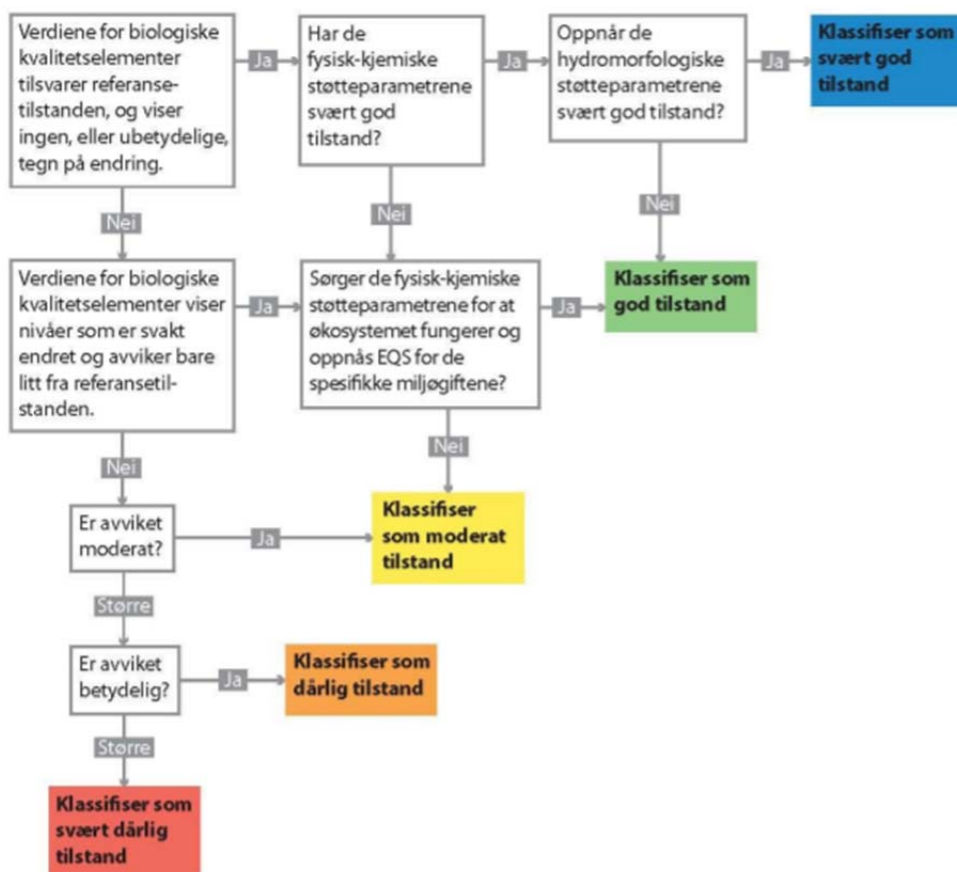 Verdiene for biologiske
kvalitetselementer
tilsvarer referanse-
tilstanden, og viser
ingen, eller ubetydelige,
tegn på endring.
Ja
Har de
fysisk-kjemiske
støtteparametrene
svært god
tilstand?
Ja
Oppnår de
hydromorfologiske
støtteparametrene
svært god tilstand?
Ja
Klassifiser som
svært god
tilstand
Nei
Nei
Nei
Verdiene for biologiske
kvalitetselementer viser
nivåer som er svakt
endret og avviker bare
litt fra referansetil-
standen.
Ja
Sørger de fysisk-kjemiske
støtteparametrene for at
økosystemet fungerer og
oppnås EQS for de
spesifikke miljøgiftene?
Ja
Klassifiser som
god tilstand
Nei
Nei
Er avviket
moderat?
Ja
Klassifiser
som moderat
tilstand
Større
Er avviket
betydelig?
Ja
Klassifiser som
dårlig tilstand
Større
Klassifiser som
svært dårlig
tilstand